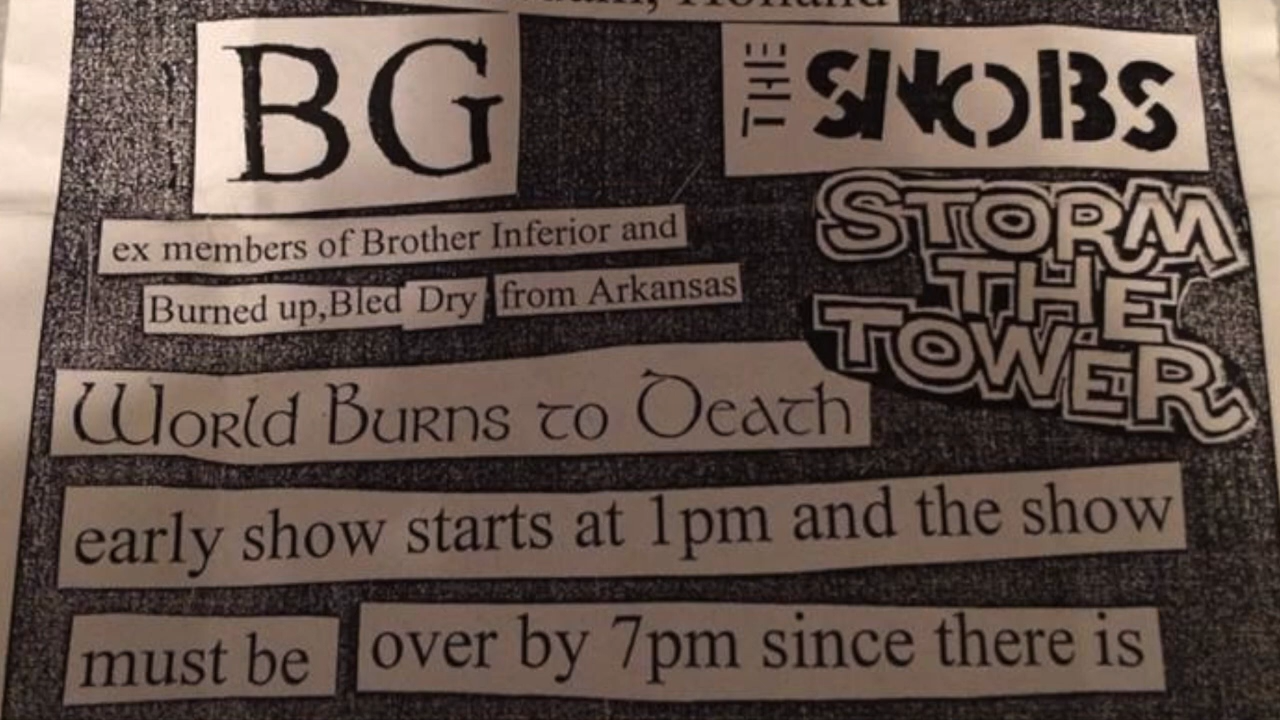 Holland
BG
THE SNOBS
ex members of Brother Inferior and
Burned up,Bled Dry from Arkansas
STORM
THE
TOWER
World Burns to Death
early show starts at 1pm and the show
must be over by 7pm since there is